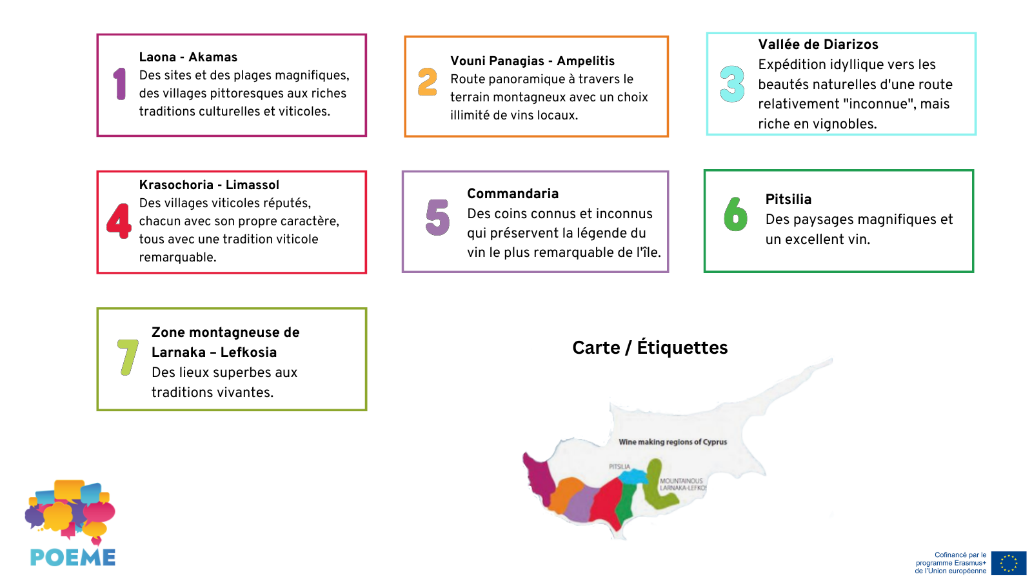 1
Laona - Akamas
Des sites et des plages magnifiques,
des villages pittoresques aux riches
traditions culturelles et viticoles.
2
Vouni Panagias - Ampelitis
Route panoramique à travers le
terrain montagneux avec un choix
illimité de vins locaux.
3
Vallée de Diarizos
Expédition idyllique vers les
beautés naturelles d'une route
relativement "inconnue", mais
riche en vignobles.
4
Krasochoria - Limassol
Des villages viticoles réputés,
chacun avec son propre caractère,
tous avec une tradition viticole
remarquable.
5
Commandaria
Des coins connus et inconnus
qui préservent la légende du
vin le plus remarquable de l'île.
6
Pitsilia
Des paysages magnifiques et
un excellent vin.
7
Zone montagneuse de
Larnaka – Lefkosia
Des lieux superbes aux
traditions vivantes.
Carte / Étiquettes
Wine making regions of Cyprus
PITSILIA
MOUNTAINOUS
LARNAKA-LEFKOS
POEME
Cofinancé par le
programme Erasmus+
de l'Union européenne